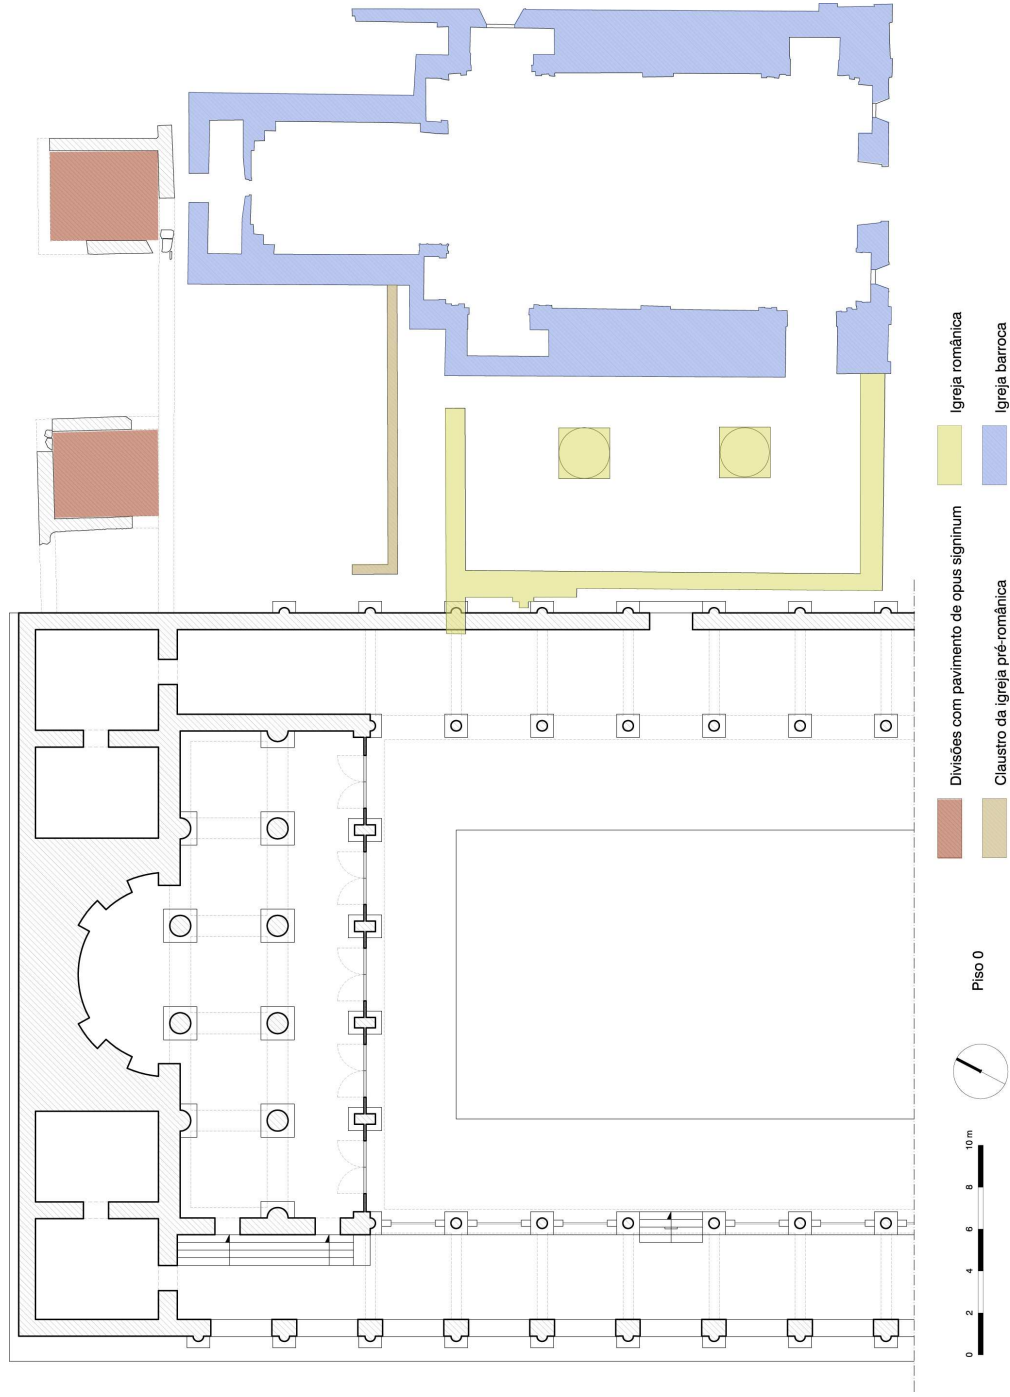 Divisões com pavimento de opus signinum
Claustro da igreja pré-românica
Igreja românica
Igreja barroca
Piso 0
0 2 4 6 8 10 m